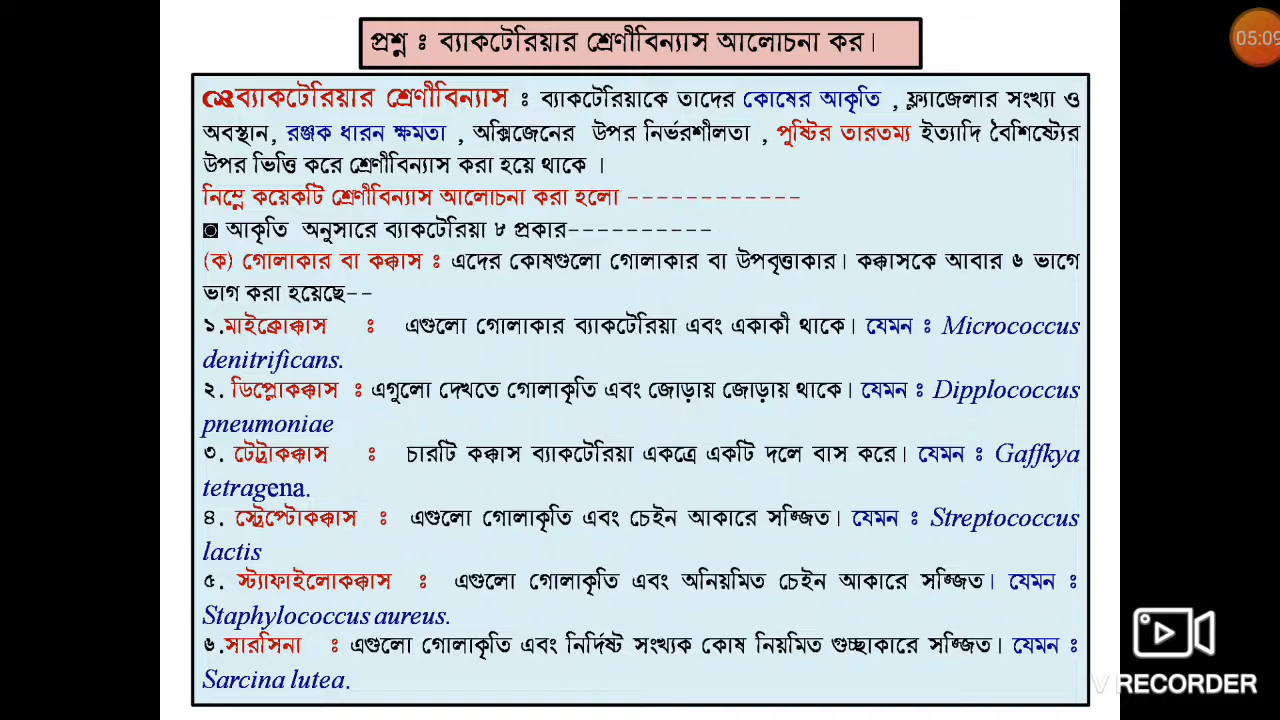 প্রশ্ন ঃ ব্যাকটেরিয়ার শ্রেণীবিন্যাস আলোচনা কর।
05:09
ব্যাকটেরিয়ার শ্রেণীবিন্যাস ঃ ব্যাকটেরিয়াকে তাদের কোষের আকৃতি , ফ্ল্যাজেলার সংখ্যা ও
অবস্থান, রঞ্জক ধারন ক্ষমতা , অক্সিজেনের উপর নির্ভরশীলতা , পুষ্টির তারতম্য ইত্যাদি বৈশিষ্ট্যের
উপর ভিত্তি করে শ্রেণীবিন্যাস করা হয়ে থাকে ।
নিম্নে কয়েকটি শ্রেণীবিন্যাস আলোচনা করা হলো ------------
◙ আকৃতি অনুসারে ব্যাকটেরিয়া ৮ প্রকার----------
(ক) গোলাকার বা কক্কাস ঃ এদের কোষগুলো গোলাকার বা উপবৃত্তাকার। কক্কাসকে আবার ৬ ভাগে
ভাগ করা হয়েছে--
১.মাইক্রোক্কাস ঃ এগুলো গোলাকার ব্যাকটেরিয়া এবং একাকী থাকে। যেমন ঃ Micrococcus
denitrificans.
২. ডিপ্লোকক্কাস ঃ এগুলো দেখতে গোলাকৃতি এবং জোড়ায় জোড়ায় থাকে। যেমন ঃ Dipplococcus
pneumoniae
৩. টেট্রাকক্কাস ঃ চারটি কক্কাস ব্যাকটেরিয়া একত্রে একটি দলে বাস করে। যেমন ঃ Gaffkya
tetragena.
৪. স্ট্রেপ্টোকক্কাস ঃ এগুলো গোলাকৃতি এবং চেইন আকারে সজ্জিত। যেমন ঃ Streptococcus
lactis
৫. স্ট্যাফাইলোকক্কাস ঃ এগুলো গোলাকৃতি এবং অনিয়মিত চেইন আকারে সজ্জিত। যেমন ঃ
Staphylococcus aureus.
৬.সারসিনা ঃ এগুলো গোলাকৃতি এবং নির্দিষ্ট সংখ্যক কোষ নিয়মিত গুচ্ছাকারে সজ্জিত। যেমন ঃ
Sarcina lutea.
V RECORDER